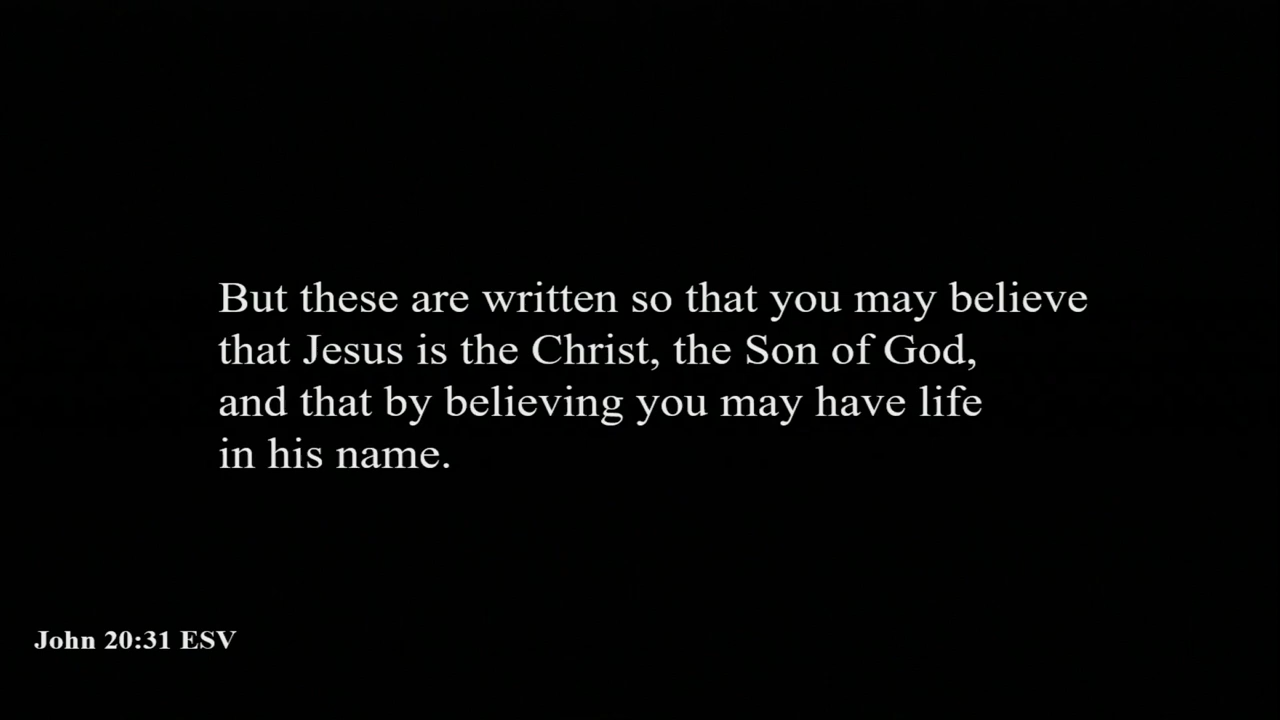 But these are written so that you may believe
that Jesus is the Christ, the Son of God,
and that by believing you may have life
in his name.
John 20:31 ESV